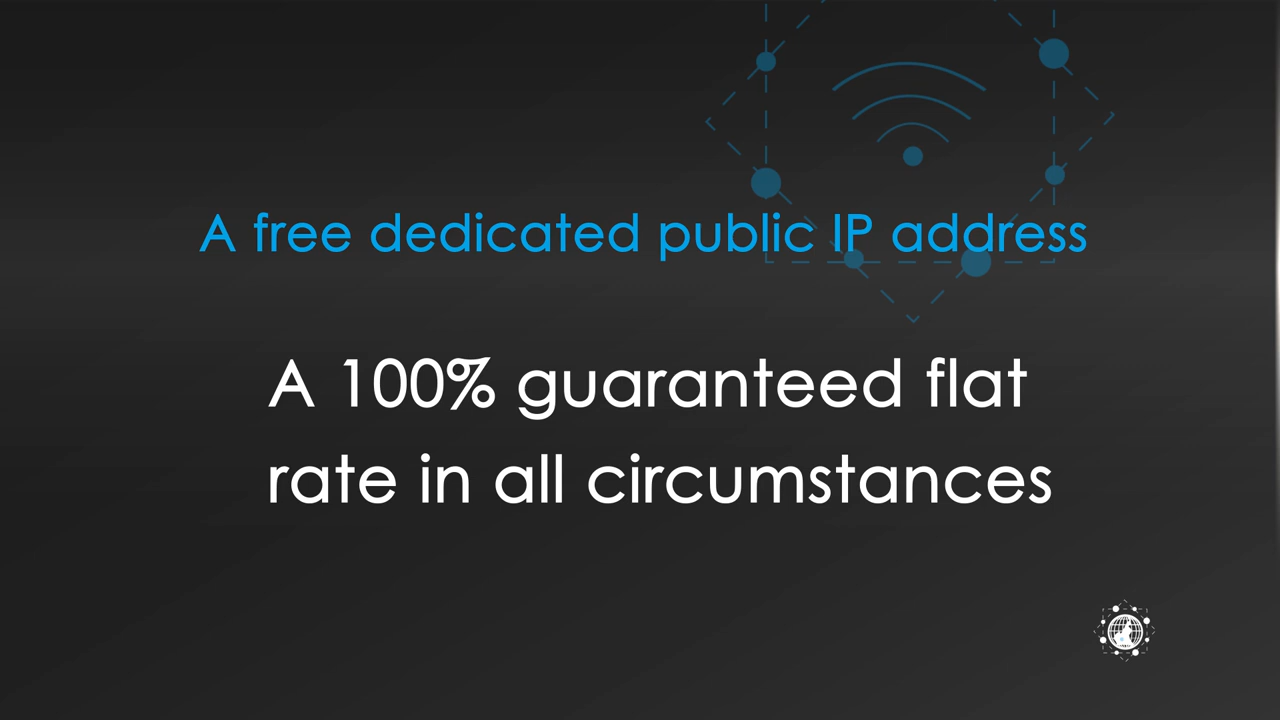 A free dedicated public IP address
A 100% guaranteed flat
rate in all circumstances